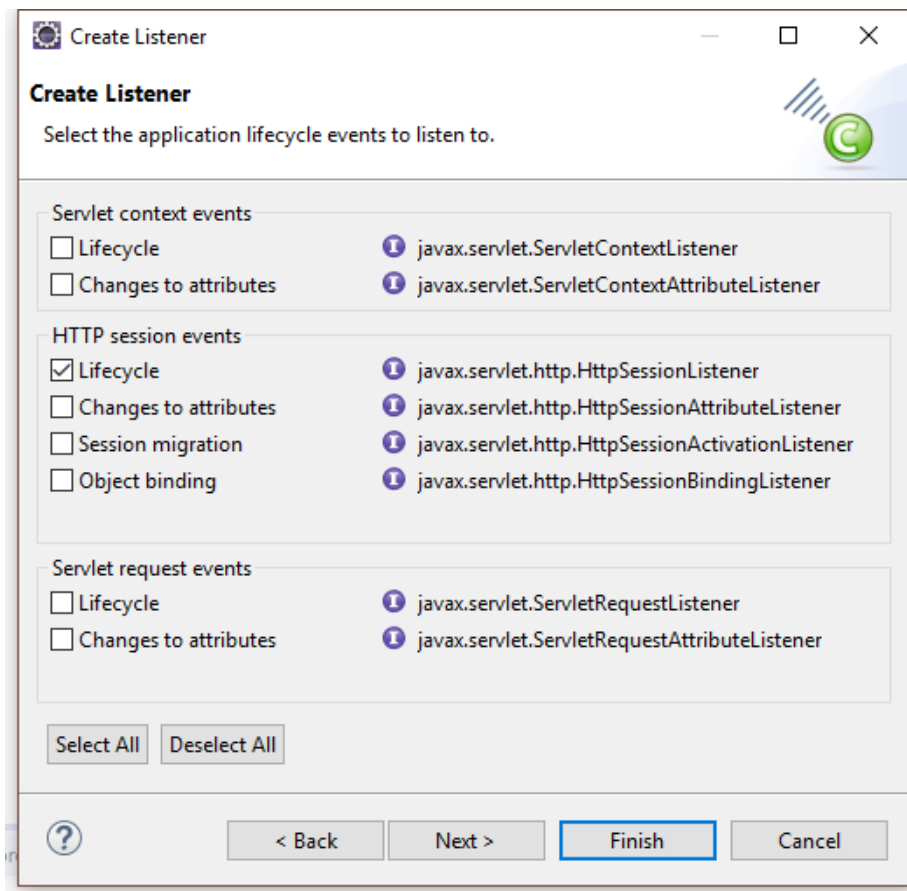 Create Listener
Create Listener
Select the application lifecycle events to listen to.
C
Servlet context events
Lifecycle I javax.servlet.ServletContextListener
Changes to attributes I javax.servlet.ServletContextAttributeListener
HTTP session events
Lifecycle I javax.servlet.http.HttpSessionListener
Changes to attributes I javax.servlet.http.HttpSessionAttributeListener
Session migration I javax.servlet.http.HttpSessionActivationListener
Object binding I javax.servlet.http.HttpSessionBindingListener
Servlet request events
Lifecycle I javax.servlet.ServletRequestListener
Changes to attributes I javax.servlet.ServletRequestAttributeListener
Select All Deselect All
? < Back Next > Finish Cancel